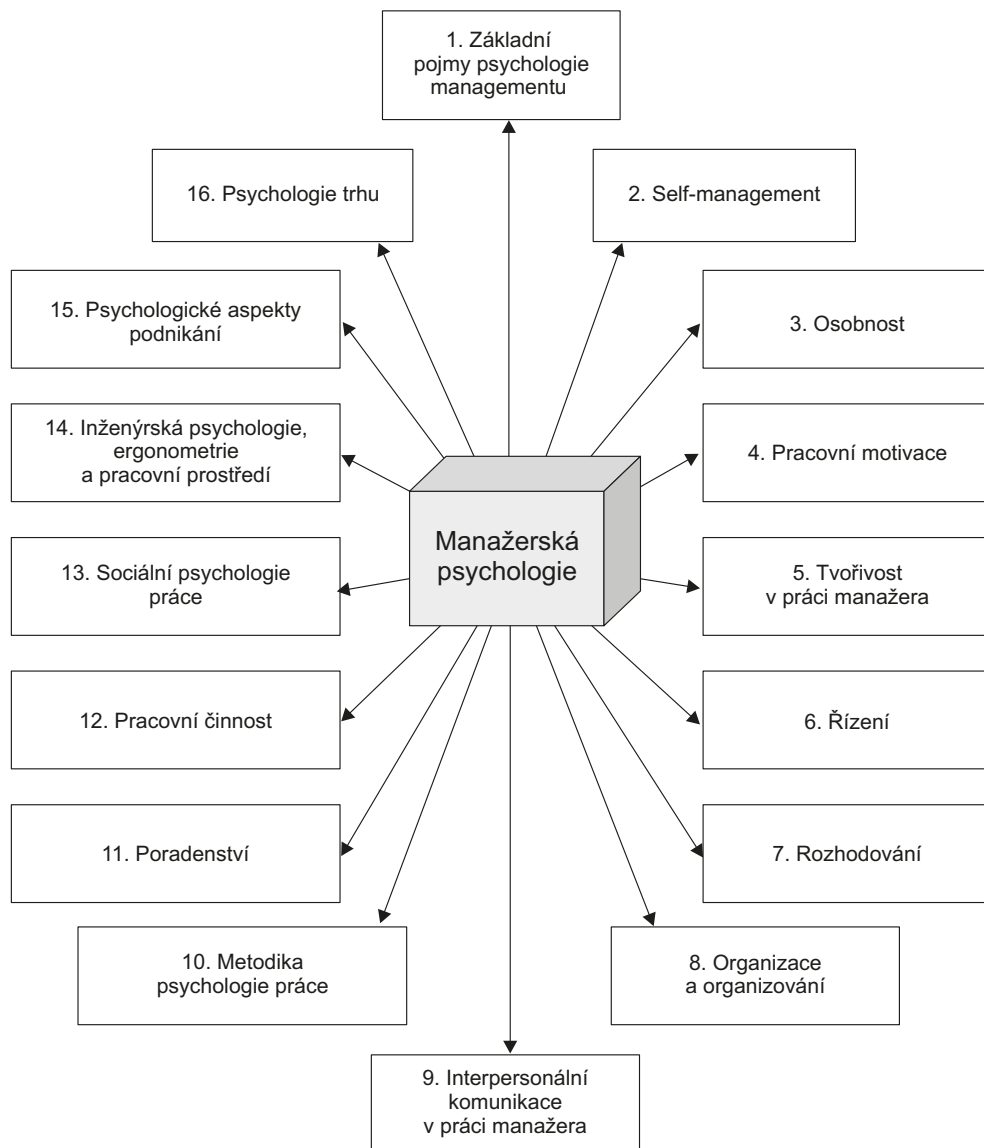 1. Základní
pojmy psychologie
managementu
16. Psychologie trhu
2. Self-management
15. Psychologické aspekty
podnikání
3. Osobnost
14. Inženýrská psychologie,
ergonometrie
a pracovní prostředí
4. Pracovní motivace
Manažerská
psychologie
13. Sociální psychologie
práce
5. Tvořivost
v práci manažera
12. Pracovní činnost
6. Řízení
11. Poradenství
7. Rozhodování
10. Metodika
psychologie práce
8. Organizace
a organizování
9. Interpersonální
komunikace
v práci manažera